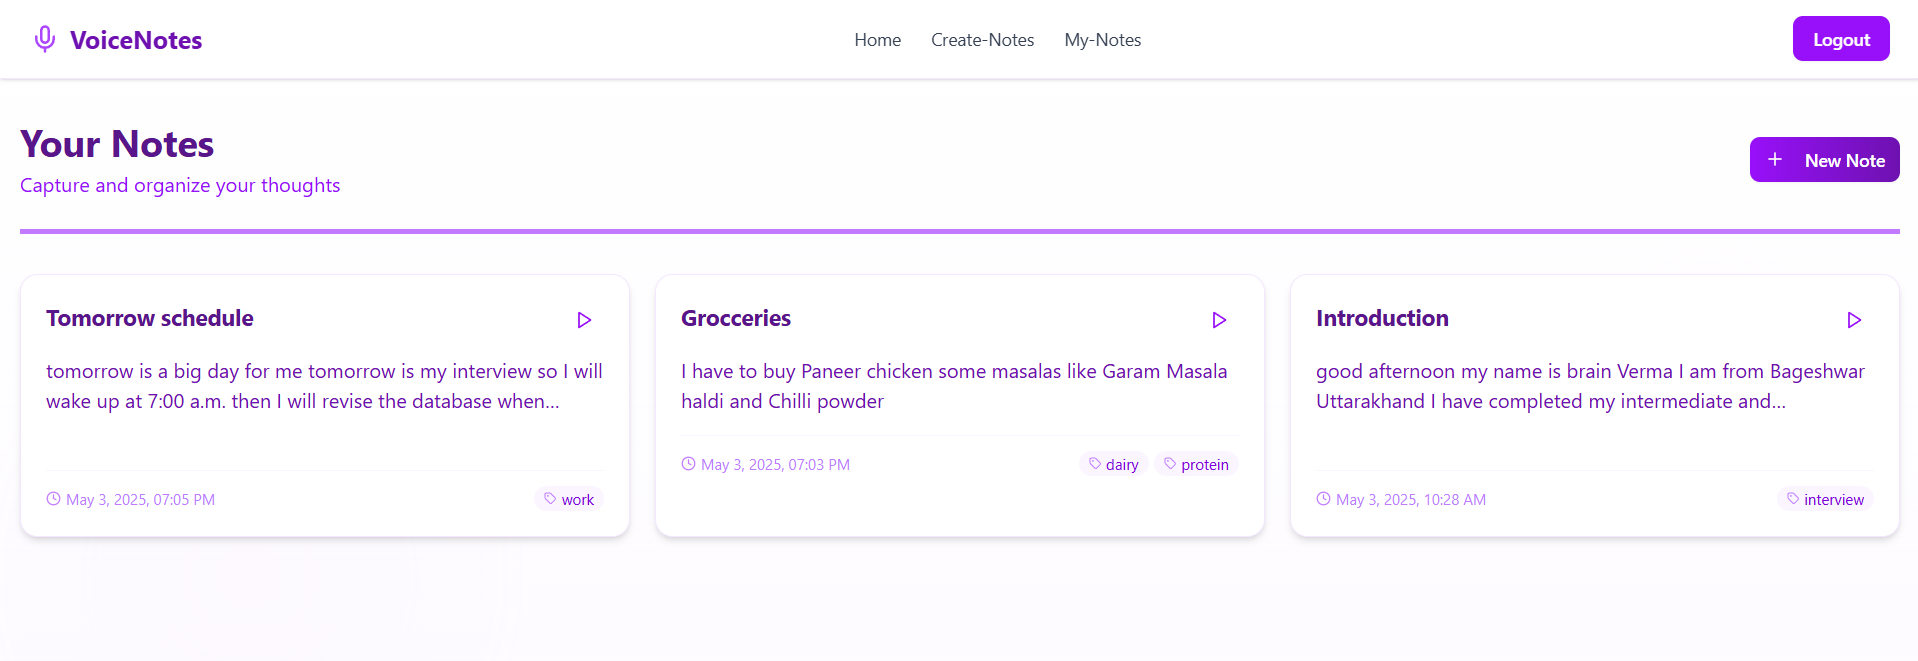 VoiceNotes
Home
Create-Notes
My-Notes
Logout
Your Notes
Capture and organize your thoughts
New Note
Tomorrow schedule
tomorrow is a big day for me tomorrow is my interview so I will
wake up at 7:00 a.m. then I will revise the database when...
May 3, 2025, 07:05 PM
work
Grocceries
I have to buy Paneer chicken some masalas like Garam Masala
haldi and Chilli powder
May 3, 2025, 07:03 PM
dairy
protein
Introduction
good afternoon my name is brain Verma I am from Bageshwar
Uttarakhand I have completed my intermediate and...
May 3, 2025, 10:28 AM
interview